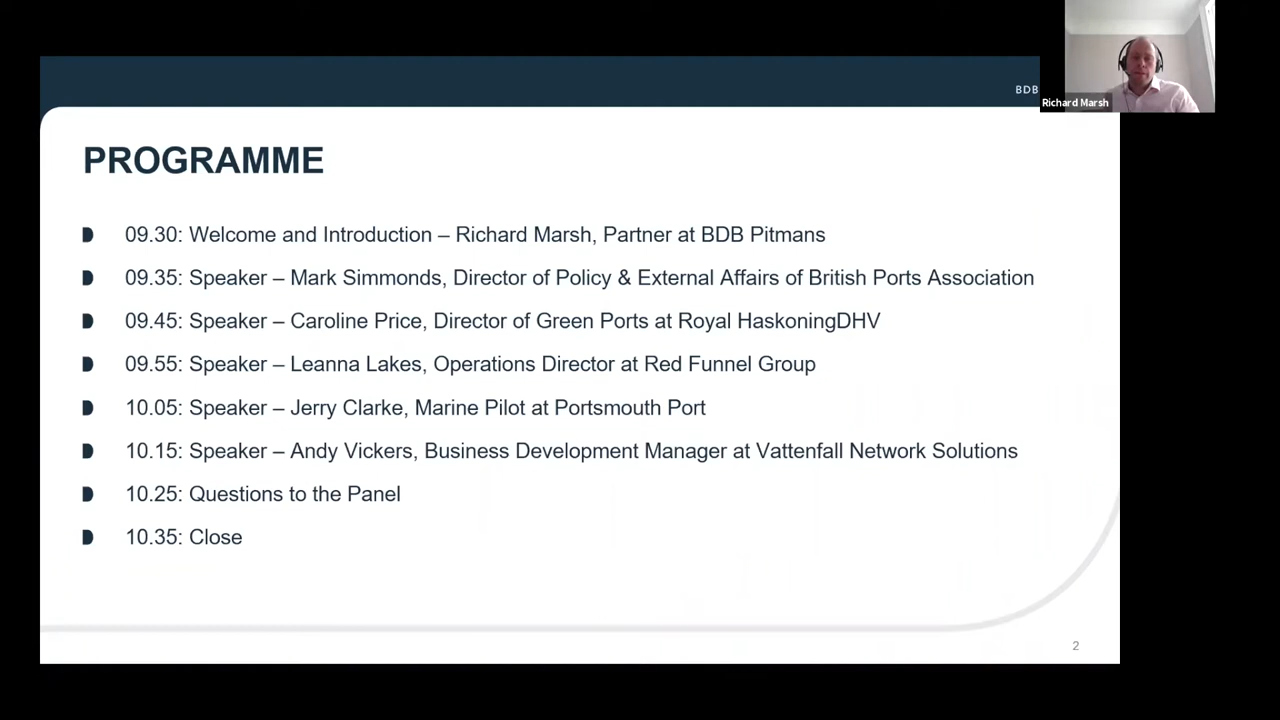 BDB
Richard Marsh
PROGRAMME
09.30: Welcome and Introduction – Richard Marsh, Partner at BDB Pitmans
09.35: Speaker – Mark Simmonds, Director of Policy & External Affairs of British Ports Association
09.45: Speaker – Caroline Price, Director of Green Ports at Royal HaskoningDHV
09.55: Speaker – Leanna Lakes, Operations Director at Red Funnel Group
10.05: Speaker – Jerry Clarke, Marine Pilot at Portsmouth Port
10.15: Speaker – Andy Vickers, Business Development Manager at Vattenfall Network Solutions
10.25: Questions to the Panel
10.35: Close
2